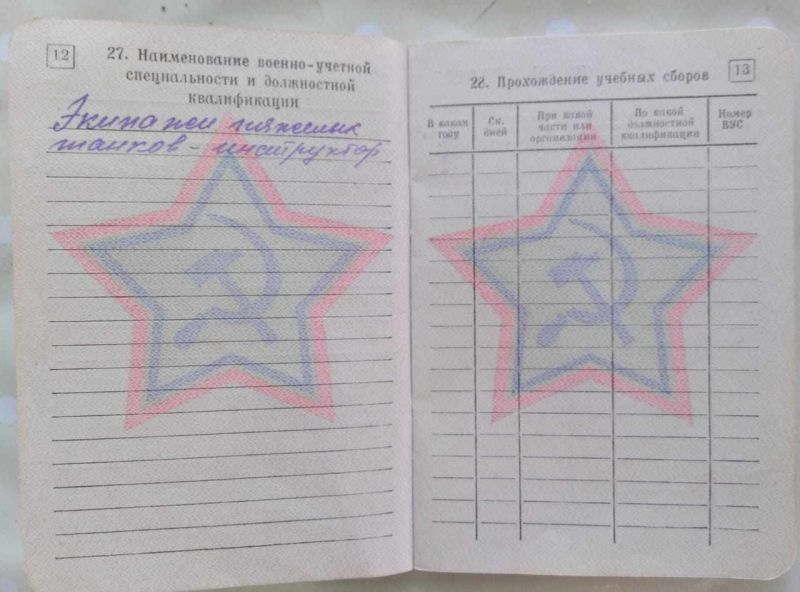 12
27. Наименование военно-учетной
специальности и должностной
квалификации
Экипажи тяжелых
танков - инструктор
13
28. Прохождение учебных сборов
В каком
году
Ск.
дней
При какой
части или
организации
По какой
должностной
квалификации
Номер
ВУС